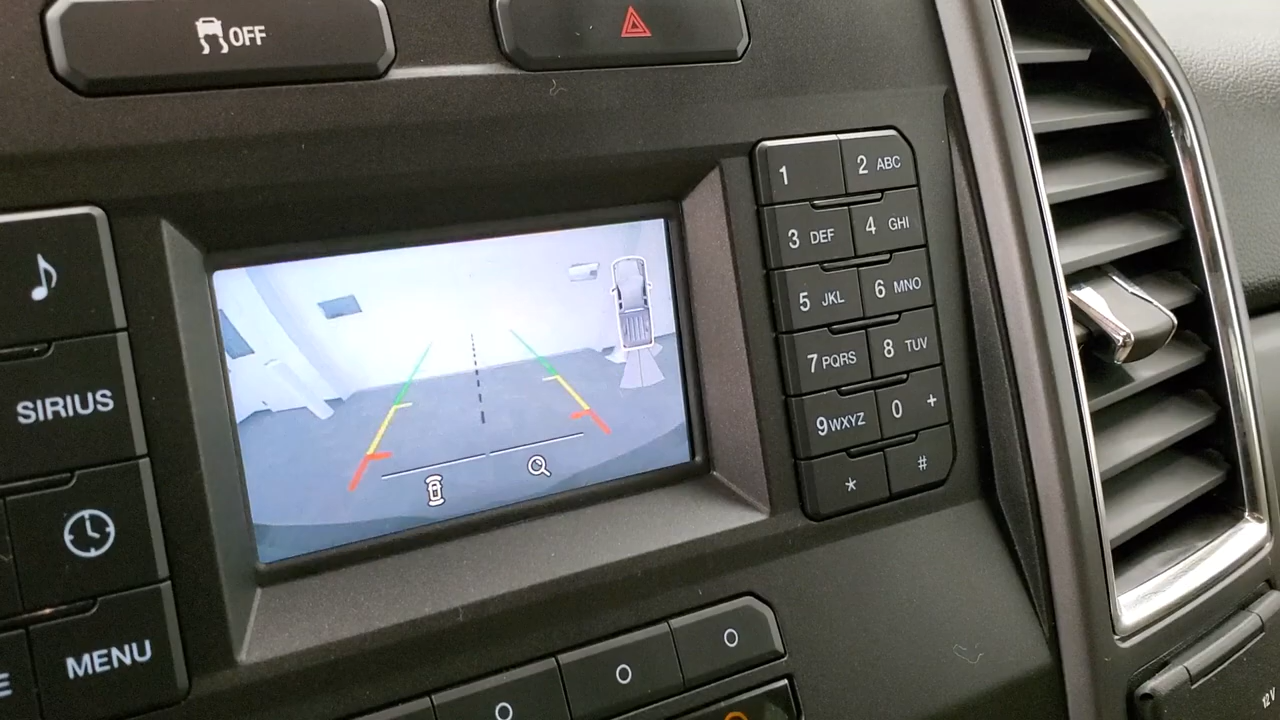 OFF
1
2 ABC
3 DEF
4 GHI
5 JKL
6 MNO
7 PQRS
8 TUV
9 WXYZ
0 +
*
#
SIRIUS
MENU
E
12V